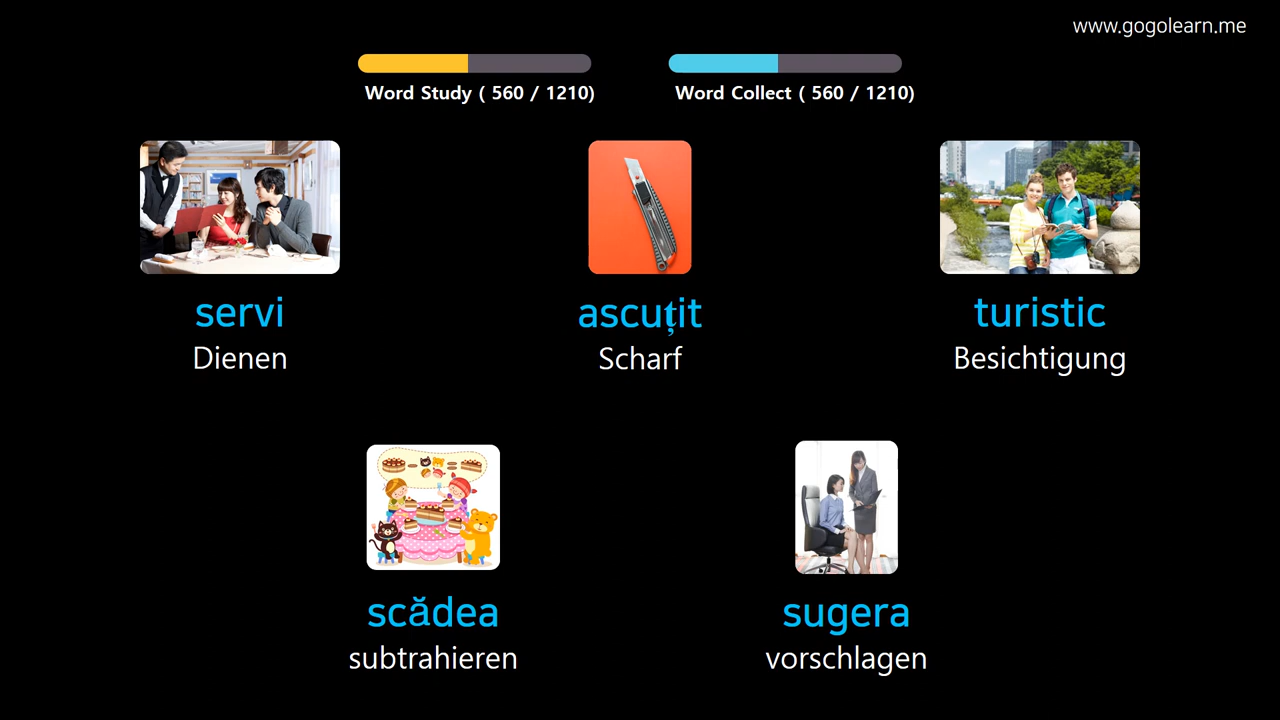 www.gogolearn.me
Word Study ( 560 / 1210)
Word Collect ( 560 / 1210)
servi
Dienen
ascuțit
Scharf
turistic
Besichtigung
scădea
subtrahieren
sugera
vorschlagen